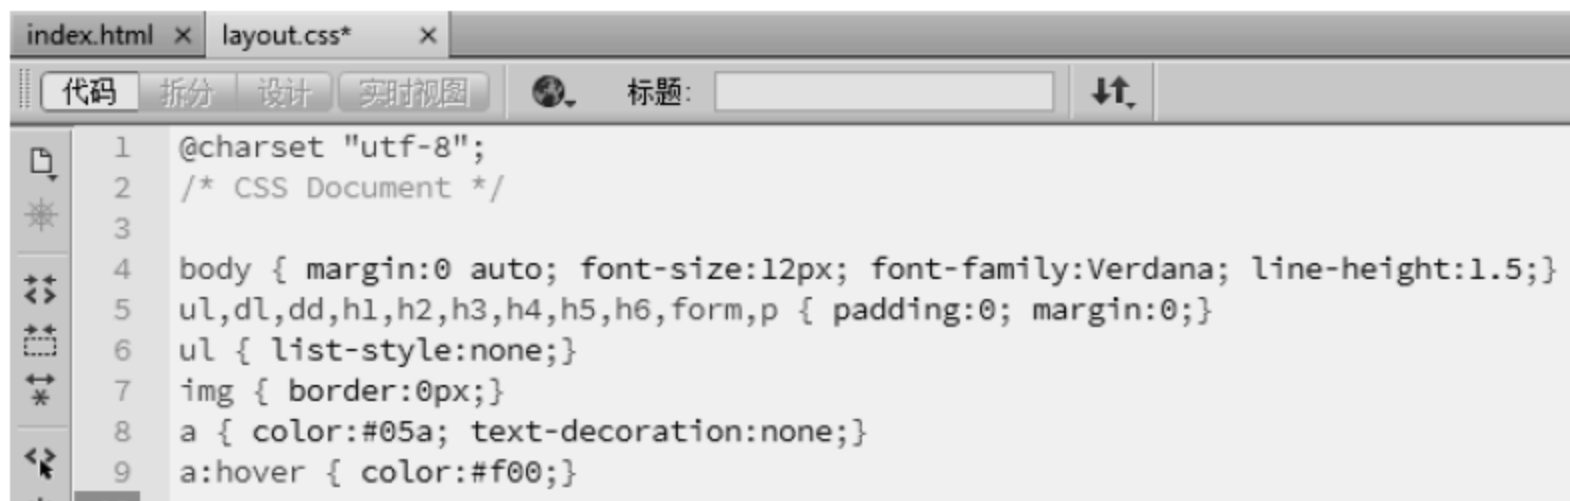 index.html × layout.css* ×
代码 拆分 设计 实时视图 标题:
1 @charset "utf-8";
2 /* CSS Document */
3
4 body { margin:0 auto; font-size:12px; font-family:Verdana; line-height:1.5;}
5 ul,dl,dd,h1,h2,h3,h4,h5,h6,form,p { padding:0; margin:0;}
6 ul { list-style:none;}
7 img { border:0px;}
8 a { color:#05a; text-decoration:none;}
9 a:hover { color:#f00;}